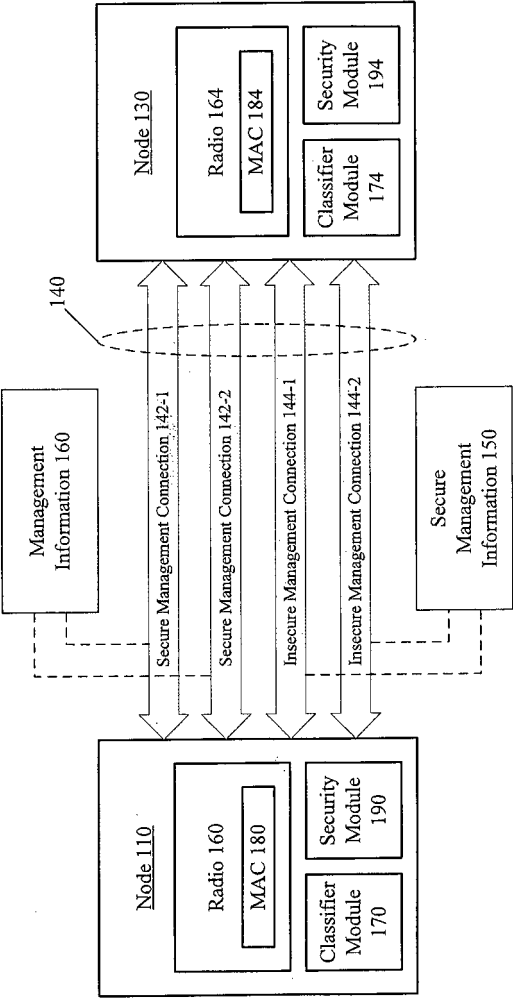 Node 110
Radio 160
MAC 180
Classifier
Module
170
Security
Module
190
Management
Information 160
140
Secure Management Connection 142-1
Secure Management Connection 142-2
Insecure Management Connection 144-1
Insecure Management Connection 144-2
Secure
Management
Information 150
Node 130
Radio 164
MAC 184
Classifier
Module
174
Security
Module
194